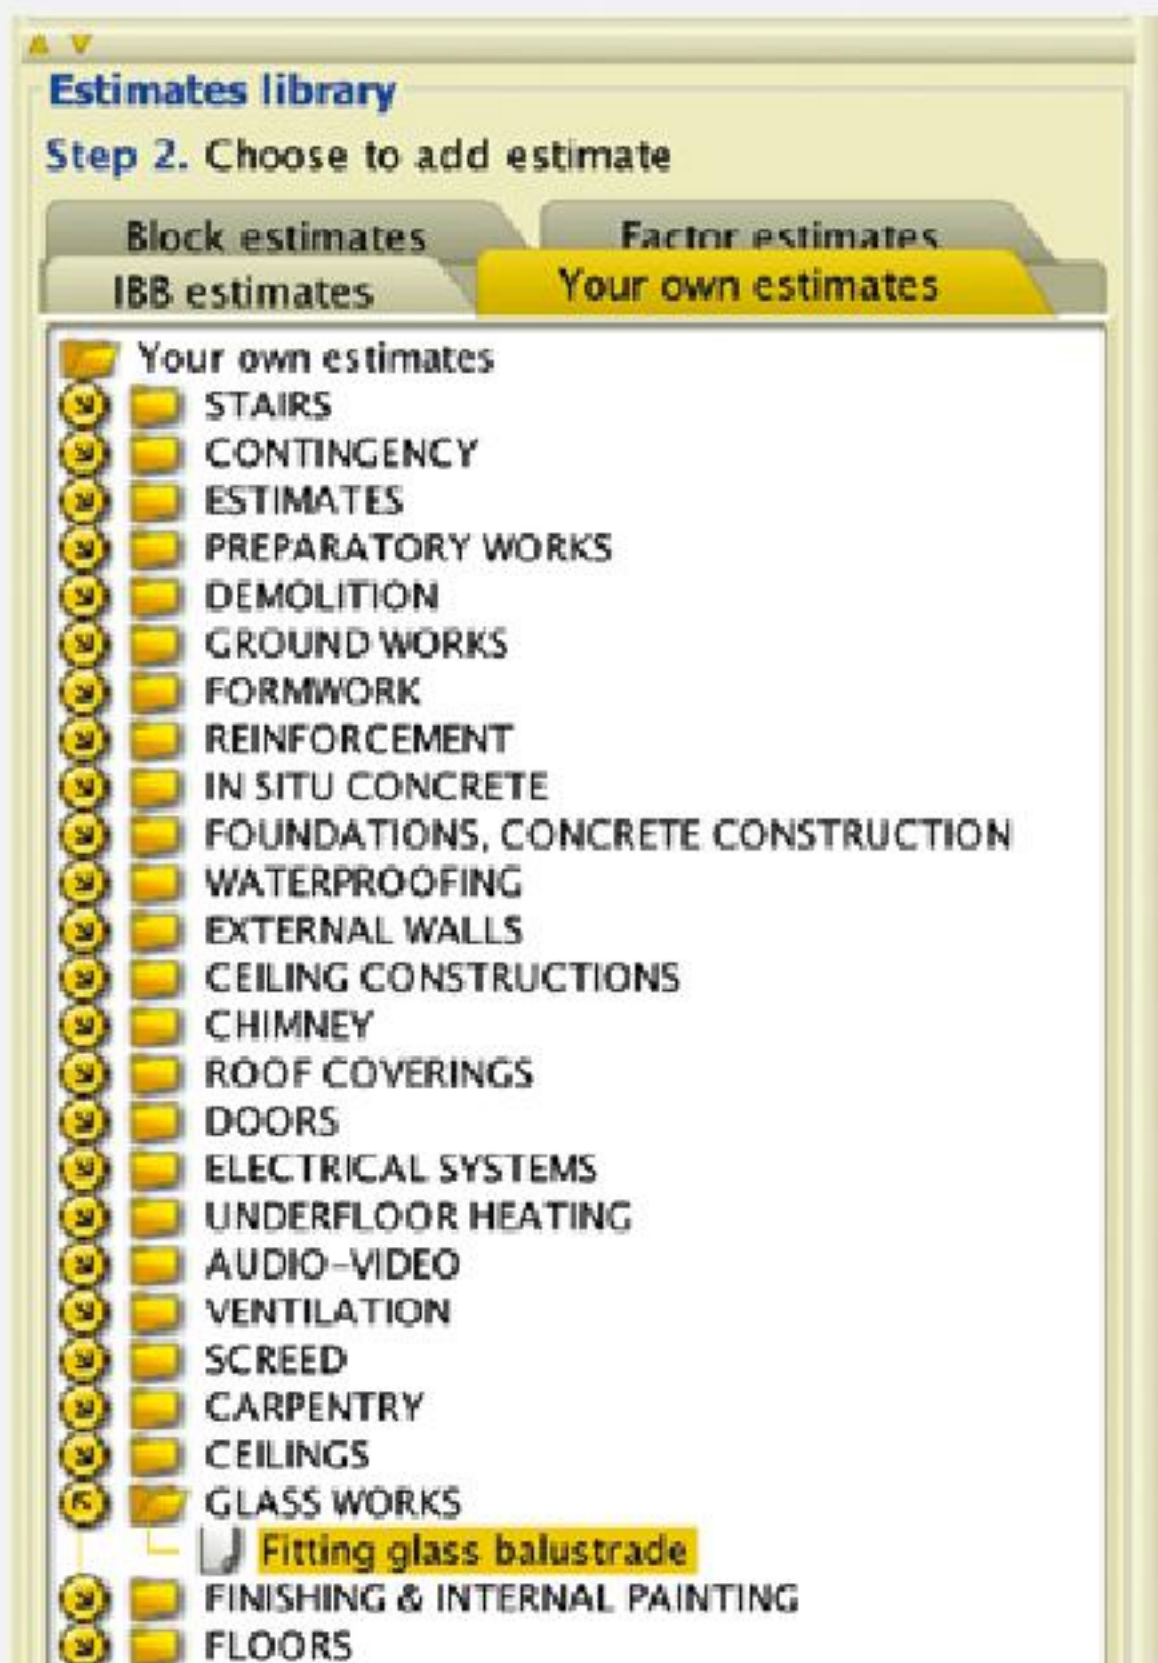 Estimates library
Step 2. Choose to add estimate
Block estimates Factor estimates
IBB estimates Your own estimates
Your own estimates
STAIRS
CONTINGENCY
ESTIMATES
PREPARATORY WORKS
DEMOLITION
GROUND WORKS
FORMWORK
REINFORCEMENT
IN SITU CONCRETE
FOUNDATIONS, CONCRETE CONSTRUCTION
WATERPROOFING
EXTERNAL WALLS
CEILING CONSTRUCTIONS
CHIMNEY
ROOF COVERINGS
DOORS
ELECTRICAL SYSTEMS
UNDERFLOOR HEATING
AUDIO-VIDEO
VENTILATION
SCREED
CARPENTRY
CEILINGS
GLASS WORKS
Fitting glass balustrade
FINISHING & INTERNAL PAINTING
FLOORS